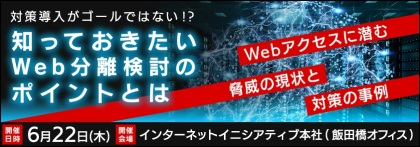 対策導入がゴールではない!?
知っておきたい
Web分離検討の
ポイントとは
Webアクセスに潜む
脅威の現状と
対策の事例
開催日時 6月22日(木) 開催会場 インターネットイニシアティブ本社(飯田橋オフィス)